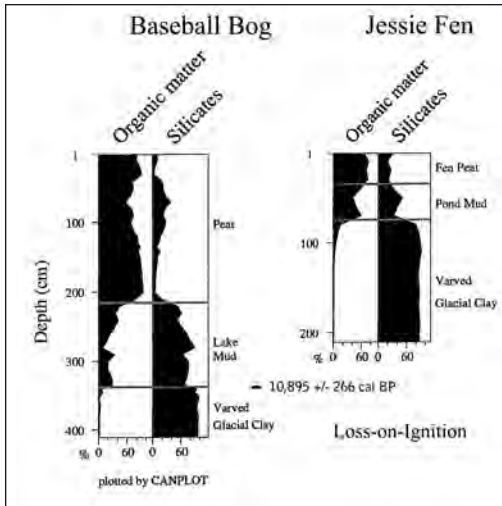 Baseball Bog
Jessie Fen
Organic matter
Silicates
Organic matter
Silicates
Depth (cm)
1
100
200
300
400
Peat
Lake
Mud
Varved
Glacial Clay
% 0 60 0 60
plotted by CANPLOT
1
100
200
Fen Peat
Pond Mud
Varved
Glacial Clay
% 0 60 0 60
10,895 +/- 266 cal BP
Loss-on-Ignition